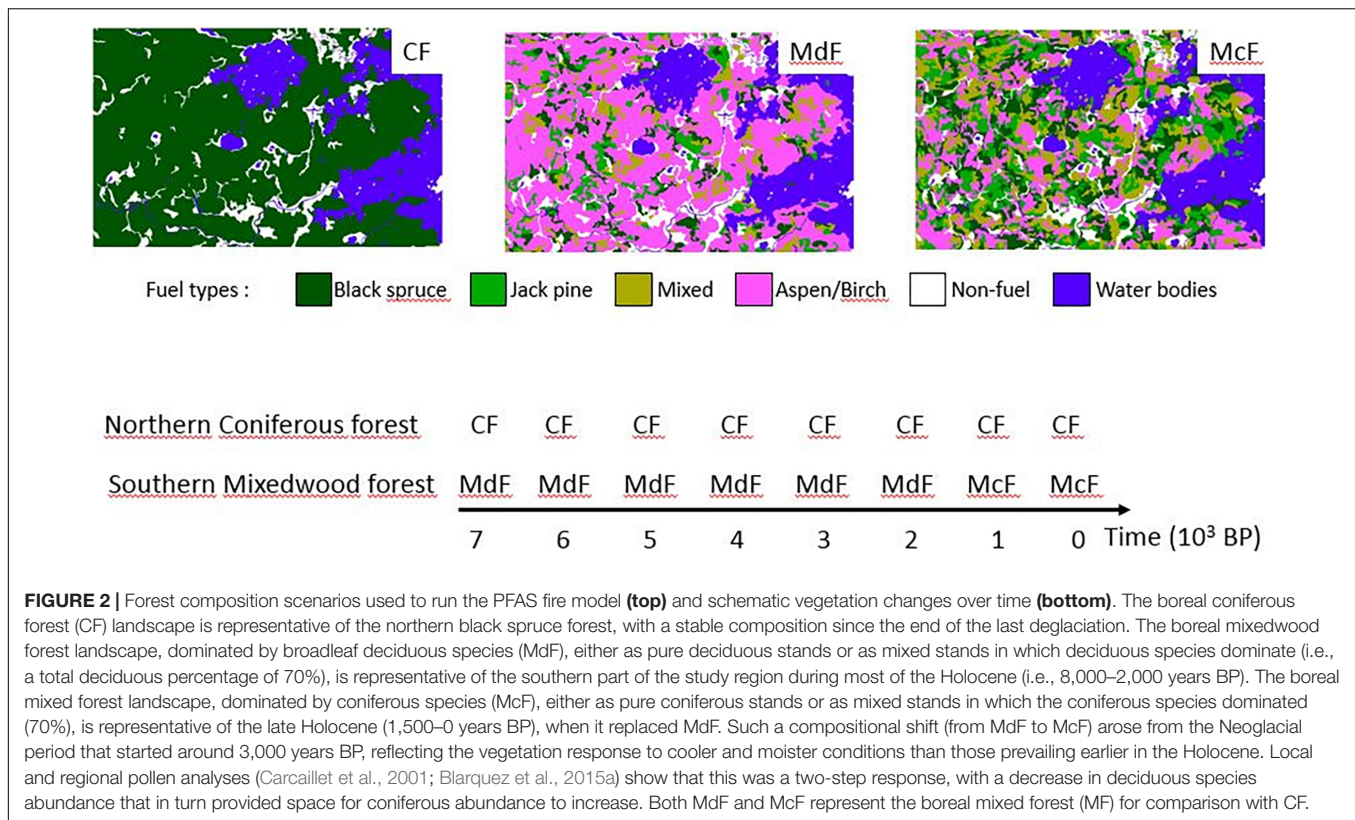 CF
MdF
McF
Fuel types :
Black spruce
Jack pine
Mixed
Aspen/Birch
Non-fuel
Water bodies
Northern Coniferous forest CF CF CF CF CF CF CF CF
Southern Mixedwood forest MdF MdF MdF MdF MdF MdF McF McF
7 6 5 4 3 2 1 0 Time (10³ BP)
FIGURE 2 | Forest composition scenarios used to run the PFAS fire model (top) and schematic vegetation changes over time (bottom). The boreal coniferous
forest (CF) landscape is representative of the northern black spruce forest, with a stable composition since the end of the last deglaciation. The boreal mixedwood
forest landscape, dominated by broadleaf deciduous species (MdF), either as pure deciduous stands or as mixed stands in which deciduous species dominate (i.e.,
a total deciduous percentage of 70%), is representative of the southern part of the study region during most of the Holocene (i.e., 8,000–2,000 years BP). The boreal
mixed forest landscape, dominated by coniferous species (McF), either as pure coniferous stands or as mixed stands in which the coniferous species dominated
(70%), is representative of the late Holocene (1,500–0 years BP), when it replaced MdF. Such a compositional shift (from MdF to McF) arose from the Neoglacial
period that started around 3,000 years BP, reflecting the vegetation response to cooler and moister conditions than those prevailing earlier in the Holocene. Local
and regional pollen analyses (Carcaillet et al., 2001; Blarquez et al., 2015a) show that this was a two-step response, with a decrease in deciduous species
abundance that in turn provided space for coniferous abundance to increase. Both MdF and McF represent the boreal mixed forest (MF) for comparison with CF.